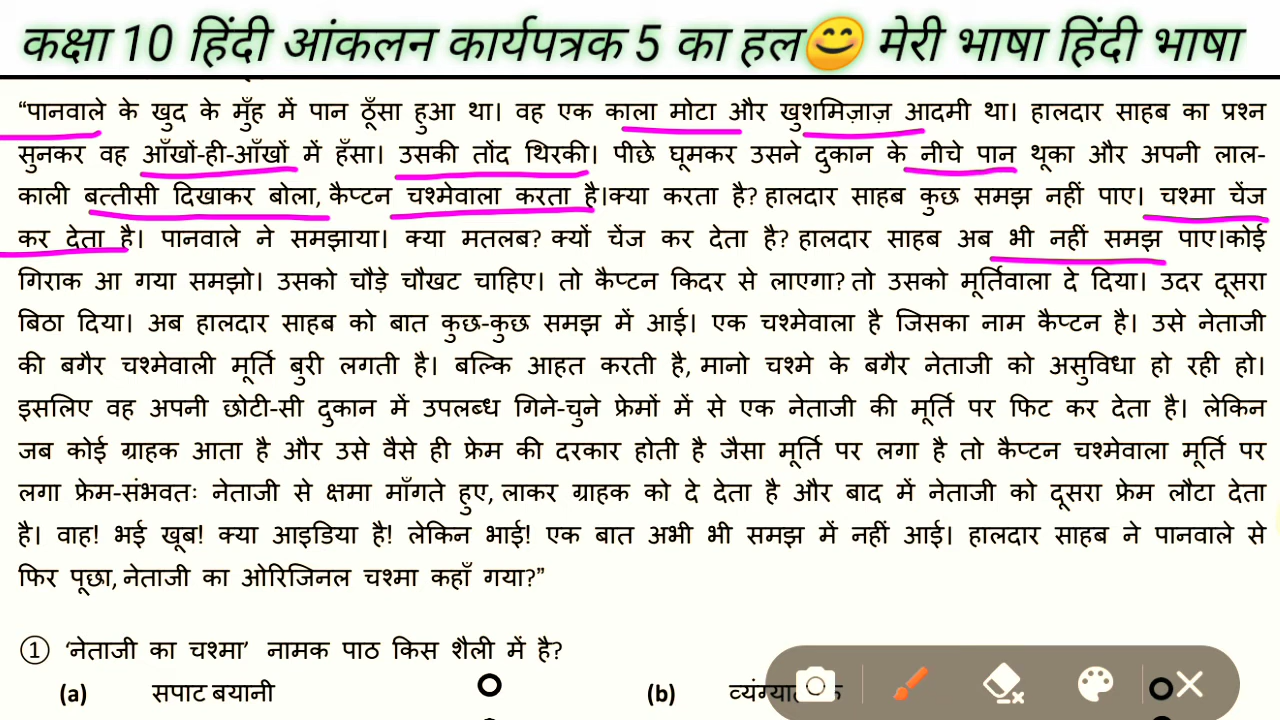 कक्षा 10 हिंदी आंकलन कार्यपत्रक 5 का हल😊 मेरी भाषा हिंदी भाषा
“पानवाले के खुद के मुँह में पान ठूँसा हुआ था। वह एक काला मोटा और खुशमिज़ाज़ आदमी था। हालदार साहब का प्रश्न
सुनकर वह आँखों-ही-आँखों में हँसा। उसकी तोंद थिरकी। पीछे घूमकर उसने दुकान के नीचे पान थूका और अपनी लाल-
काली बत्तीसी दिखाकर बोला, कैप्टन चश्मेवाला करता है।क्या करता है? हालदार साहब कुछ समझ नहीं पाए। चश्मा चेंज
कर देता है। पानवाले ने समझाया। क्या मतलब? क्यों चेंज कर देता है? हालदार साहब अब भी नहीं समझ पाए।कोई
गिराक आ गया समझो। उसको चौड़े चौखट चाहिए। तो कैप्टन किदर से लाएगा? तो उसको मूर्तिवाला दे दिया। उदर दूसरा
बिठा दिया। अब हालदार साहब को बात कुछ-कुछ समझ में आई। एक चश्मेवाला है जिसका नाम कैप्टन है। उसे नेताजी
की बगैर चश्मेवाली मूर्ति बुरी लगती है। बल्कि आहत करती है, मानो चश्मे के बगैर नेताजी को असुविधा हो रही हो।
इसलिए वह अपनी छोटी-सी दुकान में उपलब्ध गिने-चुने फ्रेमों में से एक नेताजी की मूर्ति पर फिट कर देता है। लेकिन
जब कोई ग्राहक आता है और उसे वैसे ही फ्रेम की दरकार होती है जैसा मूर्ति पर लगा है तो कैप्टन चश्मेवाला मूर्ति पर
लगा फ्रेम-संभवतः नेताजी से क्षमा माँगते हुए, लाकर ग्राहक को दे देता है और बाद में नेताजी को दूसरा फ्रेम लौटा देता
है। वाह! भई खूब! क्या आइडिया है! लेकिन भाई! एक बात अभी भी समझ में नहीं आई। हालदार साहब ने पानवाले से
फिर पूछा, नेताजी का ओरिजिनल चश्मा कहाँ गया?”
① ‘नेताजी का चश्मा’ नामक पाठ किस शैली में है?
(a) सपाट बयानी (b)